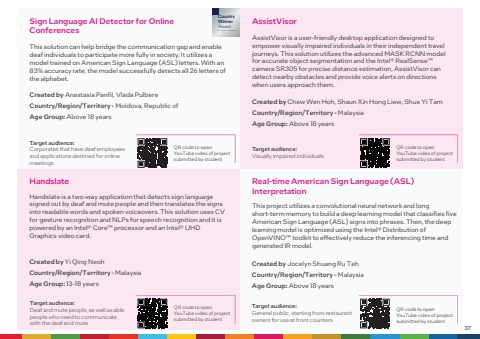 Sign Language AI Detector for Online
Conferences
Country
Winner
This solution can help bridge the communication gap and enable
deaf individuals to participate more fully in society. It utilizes a
model trained on American Sign Language (ASL) letters. With an
83% accuracy rate, the model successfully detects all 26 letters of
the alphabet.
Created by Anastasia Panfil, Vlada Pulbere
Country/Region/Territory - Moldova, Republic of
Age Group: Above 18 years
Target audience:
Corporates that have deaf employees
and applications destined for online
meetings
QR code to open
YouTube video of project
submitted by student
AssistVisor
AssistVisor is a user-friendly desktop application designed to
empower visually impaired individuals in their independent travel
journeys. This solution utilizes the advanced MASK RCNN model
for accurate object segmentation and the Intel® RealSense™
camera SR305 for precise distance estimation, AssistVisor can
detect nearby obstacles and provide voice alerts on directions
when users approach them.
Created by Chew Wen Hoh, Shaun Xin Hong Liew, Shue Yi Tam
Country/Region/Territory - Malaysia
Age Group: Above 18 years
Target audience:
Visually impaired individuals
QR code to open
YouTube video of project
submitted by student
Handslate
Handslate is a two-way application that detects sign language
signed out by deaf and mute people and then translates the signs
into readable words and spoken voiceovers. This solution uses CV
for gesture recognition and NLPs for speech recognition and it is
powered by an Intel® Core™ processor and an Intel® UHD
Graphics video card.
Created by Yi Qing Neoh
Country/Region/Territory - Malaysia
Age Group: 13-18 years
Target audience:
Deaf and mute people, as well as able
people who need to communicate
with the deaf and mute
QR code to open
YouTube video of project
submitted by student
Real-time American Sign Language (ASL)
Interpretation
This project utilizes a convolutional neural network and long
short-term memory to build a deep learning model that classifies five
American Sign Language (ASL) signs into phrases. Then, the deep
learning model is optimized using the Intel® Distribution of
OpenVINO™ toolkit to effectively reduce the inferencing time and
generated IR model.
Created by Jocelyn Shuang Ru Teh
Country/Region/Territory - Malaysia
Age Group: Above 18 years
Target audience:
General public, starting from restaurant
owners for use at front counters
QR code to open
YouTube video of project
submitted by student
37